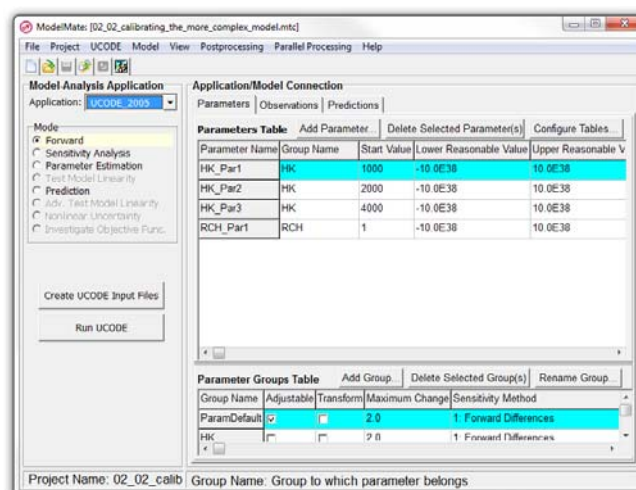 ModelMate: [02_02_calibrating_the_more_complex_model.mtc]
File Project UCODE Model View Postprocessing Parallel Processing Help
Model-Analysis Application
Application: UCODE_2005
Mode
Forward
Sensitivity Analysis
Parameter Estimation
Test Model Linearity
Prediction
Adv. Test Model Linearity
Nonlinear Uncertainty
Investigate Objective Func.
Create UCODE Input Files
Run UCODE
Application/Model Connection
Parameters Observations Predictions
Parameters Table Add Parameter... Delete Selected Parameter(s) Configure Tables...
Parameter Name Group Name Start Value Lower Reasonable Value Upper Reasonable V
HK_Par1 HK 1000 -10.0E38 10.0E38
HK_Par2 HK 2000 -10.0E38 10.0E38
HK_Par3 HK 4000 -10.0E38 10.0E38
RCH_Par1 RCH 1 -10.0E38 10.0E38
Parameter Groups Table Add Group... Delete Selected Group(s) Rename Group...
Group Name Adjustable Transform Maximum Change Sensitivity Method
ParamDefault 2.0 1: Forward Differences
HK 2.0 1: Forward Differences
Project Name: 02_02_calib Group Name: Group to which parameter belongs